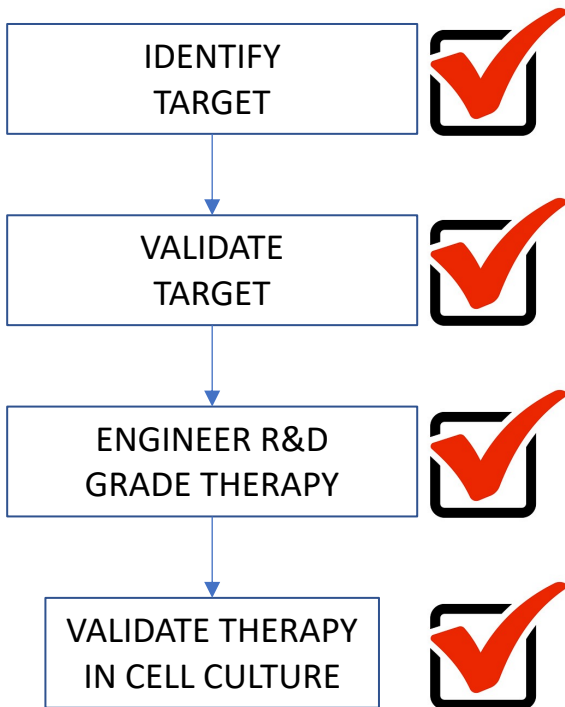 IDENTIFY
TARGET
VALIDATE
TARGET
ENGINEER R&D
GRADE THERAPY
VALIDATE THERAPY
IN CELL CULTURE